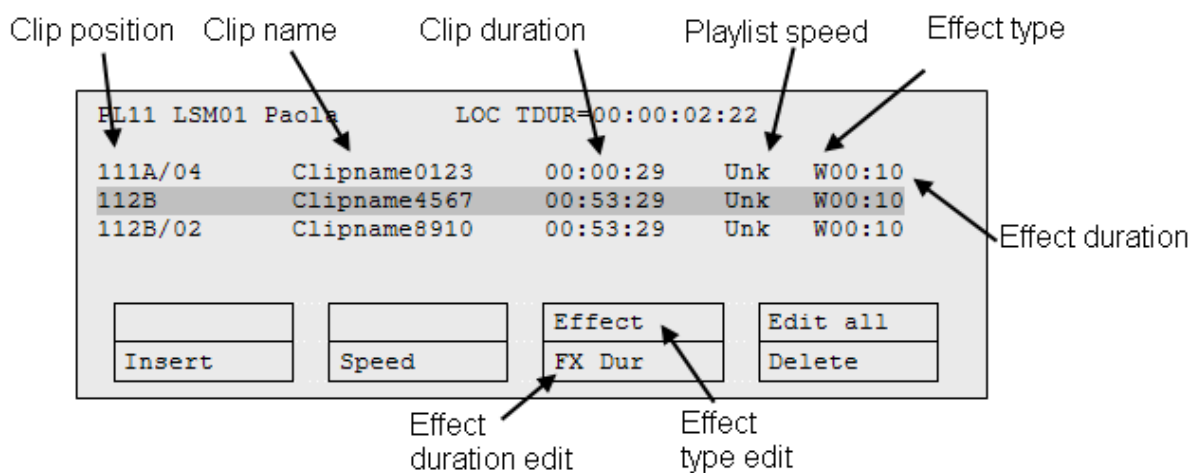 Clip position Clip name Clip duration Playlist speed Effect type
PL11 LSM01 Paola LOC TDUR=00:00:02:22
111A/04 Clipname0123 00:00:29 Unk W00:10
112B Clipname4567 00:53:29 Unk W00:10
112B/02 Clipname8910 00:53:29 Unk W00:10
Effect duration
Effect Edit all
Insert Speed FX Dur Delete
Effect
duration edit
Effect
type edit